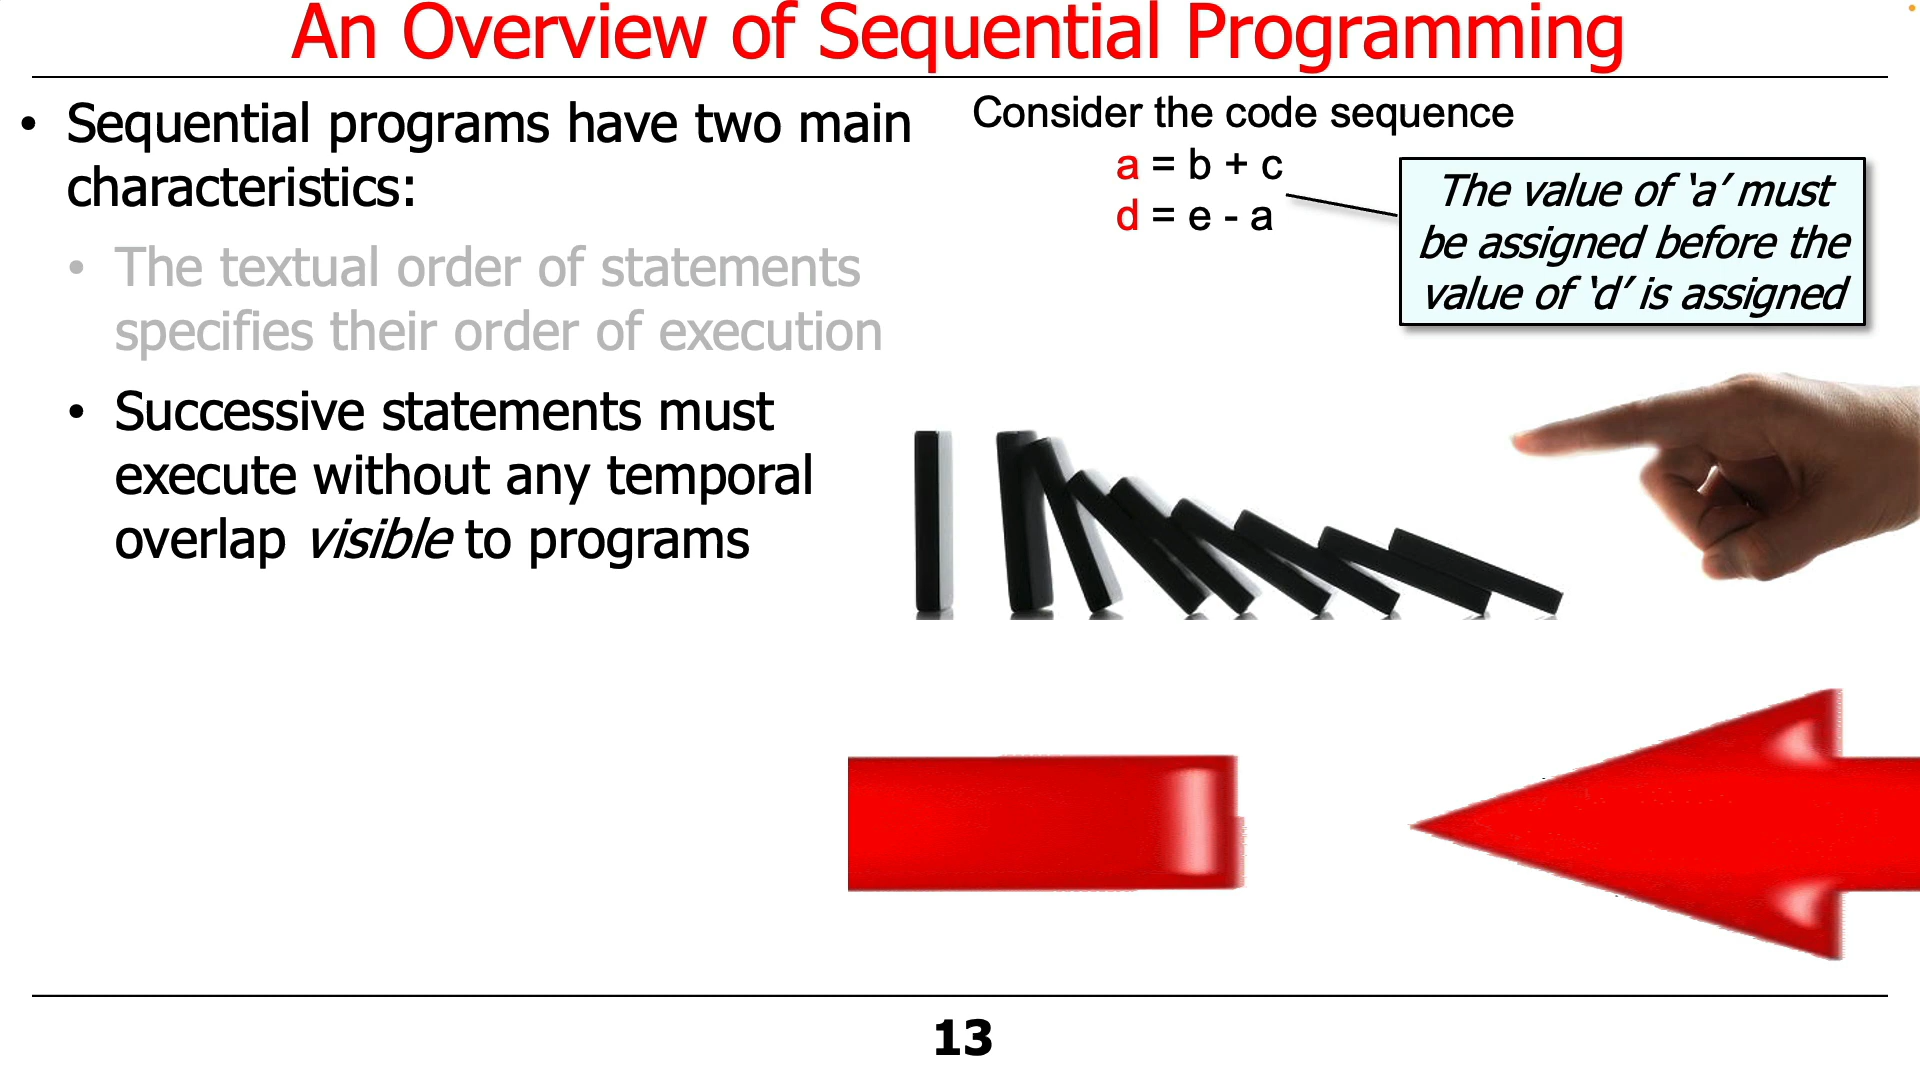 An Overview of Sequential Programming
• Sequential programs have two main
characteristics:
• The textual order of statements
specifies their order of execution
• Successive statements must
execute without any temporal
overlap visible to programs
Consider the code sequence
a = b + c
d = e - a
The value of ‘a’ must
be assigned before the
value of ‘d’ is assigned
13